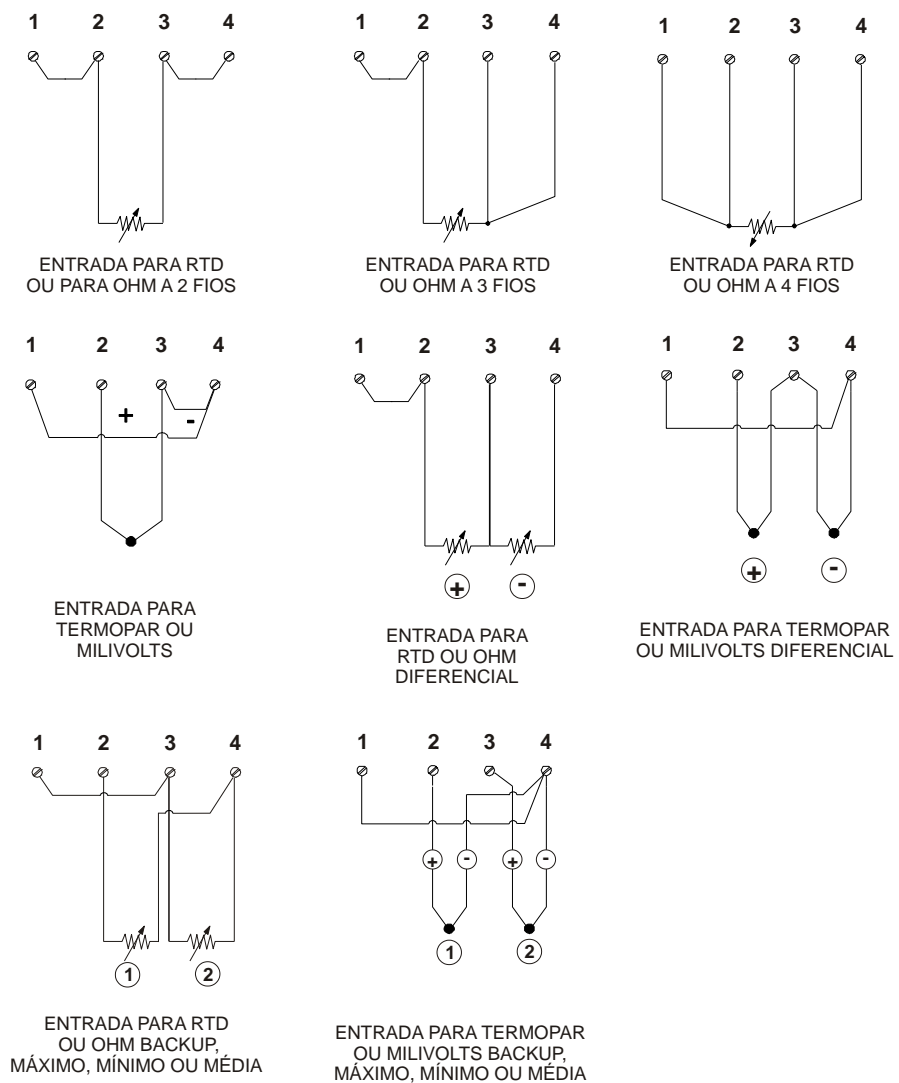 1 2 3 4
ENTRADA PARA RTD
OU PARA OHM A 2 FIOS
1 2 3 4
ENTRADA PARA RTD
OU OHM A 3 FIOS
1 2 3 4
ENTRADA PARA RTD
OU OHM A 4 FIOS
1 2 3 4
+ -
ENTRADA PARA
TERMOPAR OU
MILIVOLTS
1 2 3 4
+ -
ENTRADA PARA
RTD OU OHM
DIFERENCIAL
1 2 3 4
+ -
ENTRADA PARA TERMOPAR
OU MILIVOLTS DIFERENCIAL
1 2 3 4
1 2
ENTRADA PARA RTD
OU OHM BACKUP,
MÁXIMO, MÍNIMO OU MÉDIA
1 2 3 4
+ - + -
1 2
ENTRADA PARA TERMOPAR
OU MILIVOLTS BACKUP,
MÁXIMO, MÍNIMO OU MÉDIA